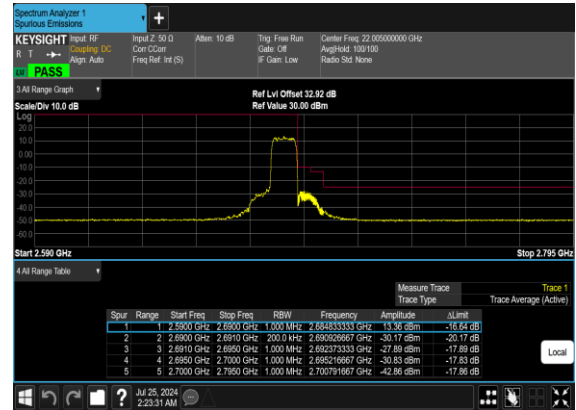 Spectrum Analyzer 1
Spurious Emissions
+
KEYSIGHT Input: RF Input Z: 50 Ω Atten: 10 dB Trig: Free Run Center Freq: 22.005000000 GHz
R T Coupling: DC Corr CCorr Gate: Off Avg|Hold: 100/100
Align: Auto Freq Ref: Int (S) IF Gain: Low Radio Std: None
PASS
3 All Range Graph
Ref Lvl Offset 32.92 dB
Scale/Div 10.0 dB Ref Value 30.00 dBm
Log
20.0
10.0
0.00
-10.0
-20.0
-30.0
-40.0
-50.0
-60.0
Start 2.590 GHz Stop 2.795 GHz
4 All Range Table
Measure Trace Trace 1
Trace Type Trace Average (Active)
Spur Range Start Freq Stop Freq RBW Frequency Amplitude ΔLimit
1 1 2.5900 GHz 2.6900 GHz 1.000 MHz 2.684833333 GHz 13.36 dBm -16.64 dB
2 2 2.6900 GHz 2.6910 GHz 200.0 kHz 2.690926667 GHz -30.17 dBm -20.17 dB
3 3 2.6910 GHz 2.6950 GHz 1.000 MHz 2.692373333 GHz -27.89 dBm -17.89 dB
4 4 2.6950 GHz 2.7000 GHz 1.000 MHz 2.695216667 GHz -30.83 dBm -17.83 dB
5 5 2.7000 GHz 2.7950 GHz 1.000 MHz 2.700791667 GHz -42.86 dBm -17.86 dB
Local
? Jul 25, 2024
2:23:31 AM